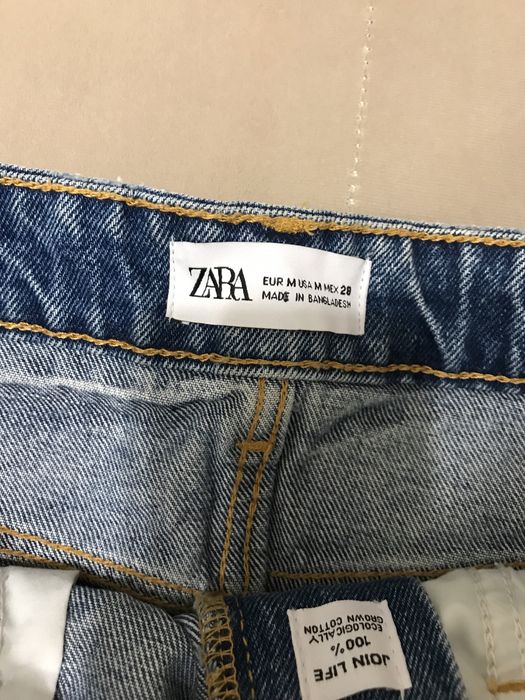 ZARA
EUR M USA M MEX 28
MADE IN BANGLADESH
JOIN LIFE
100%
ECOLOGICALLY
GROWN COTTON